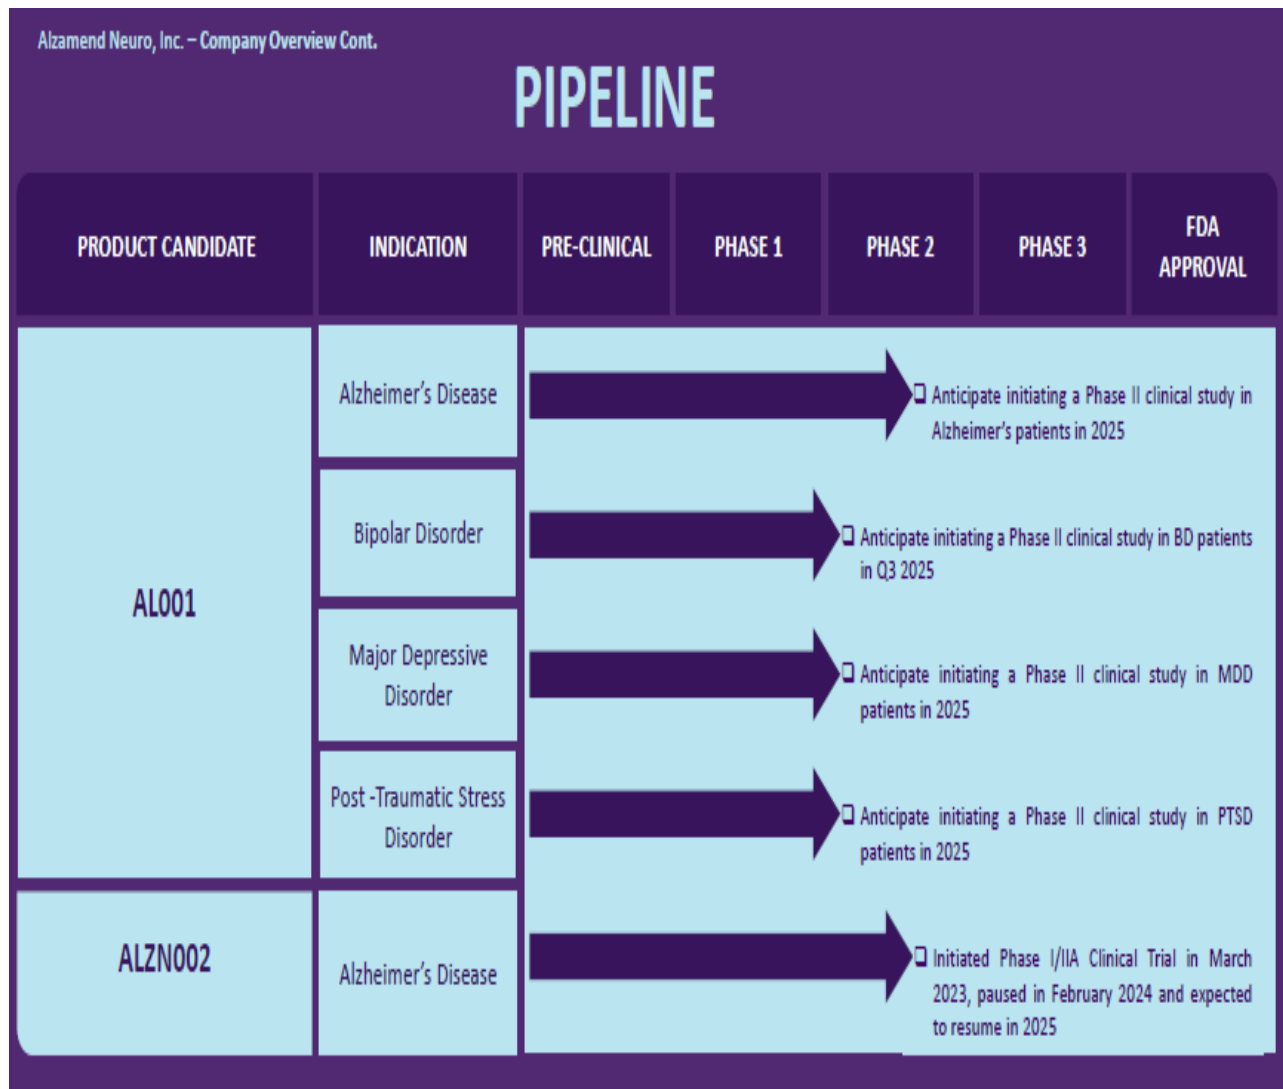 Alzamend Neuro, Inc. – Company Overview Cont.
PIPELINE
PRODUCT CANDIDATE
INDICATION
PRE-CLINICAL
PHASE 1
PHASE 2
PHASE 3
FDA
APPROVAL
AL001
Alzheimer's Disease
❑ Anticipate initiating a Phase II clinical study in
Alzheimer's patients in 2025
Bipolar Disorder
❑ Anticipate initiating a Phase II clinical study in BD patients
in Q3 2025
Major Depressive
Disorder
❑ Anticipate initiating a Phase II clinical study in MDD
patients in 2025
Post -Traumatic Stress
Disorder
❑ Anticipate initiating a Phase II clinical study in PTSD
patients in 2025
ALZN002
Alzheimer's Disease
❑ Initiated Phase I/IIA Clinical Trial in March
2023, paused in February 2024 and expected
to resume in 2025